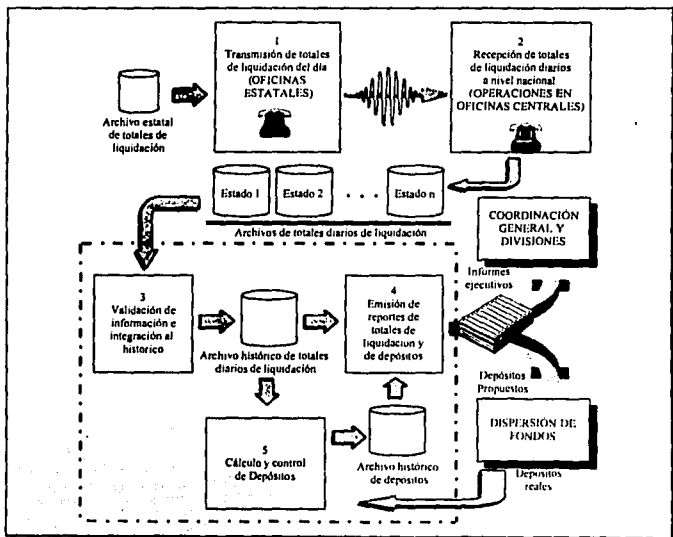 1
Transmisión de totales
de liquidación del día
(OFICINAS
ESTATALES)
2
Recepción de totales
de liquidación diarios
a nivel nacional
(OPERACIONES EN
OFICINAS CENTRALES)
Archivo estatal
de totales de
liquidación
Estado 1
Estado 2
. . . .
Estado n
Archivos de totales diarios de liquidación
COORDINACIÓN
GENERAL Y
DIVISIONES
Informes
ejecutivos
3
Validación de
información e
integración al
histórico
Archivo histórico de totales
diarios de liquidación
4
Emisión de
reportes de
totales de
liquidación y
de depósitos
Depósitos
Propuestos
5
Cálculo y control
de Depósitos
Archivo histórico
de depósitos
DISPERSIÓN DE
FONDOS
Depósitos
reales